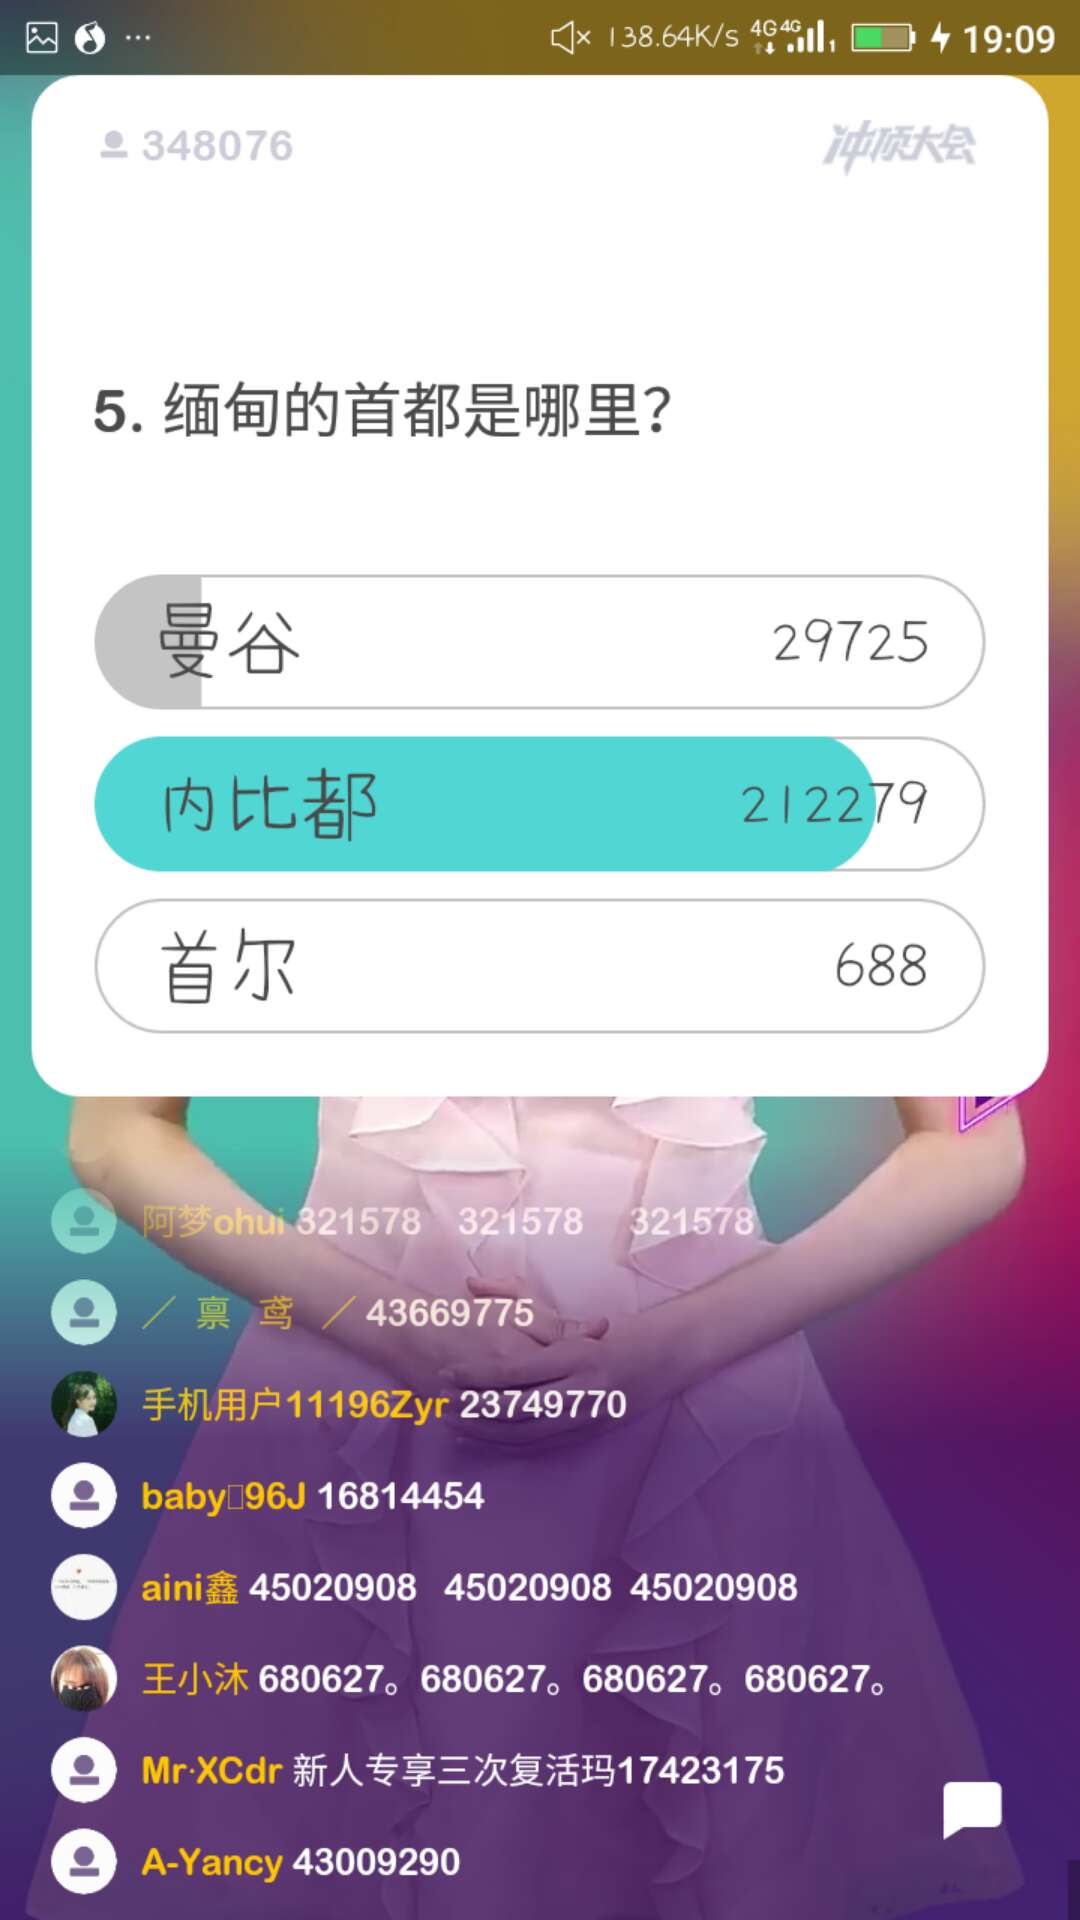 138.64K/s 4G 4G 1 19:09
348076 冲顶大会
5. 缅甸的首都是哪里?
曼谷 29725
内比都 212279
首尔 688
阿梦ohui 321578 321578 321578
／ 禀 鸢 ／ 43669775
手机用户11196Zyr 23749770
baby 96J 16814454
aini鑫 45020908 45020908 45020908
王小沐 680627。680627。680627。680627。
Mr·XCdr 新人专享三次复活玛17423175
A-Yancy 43009290